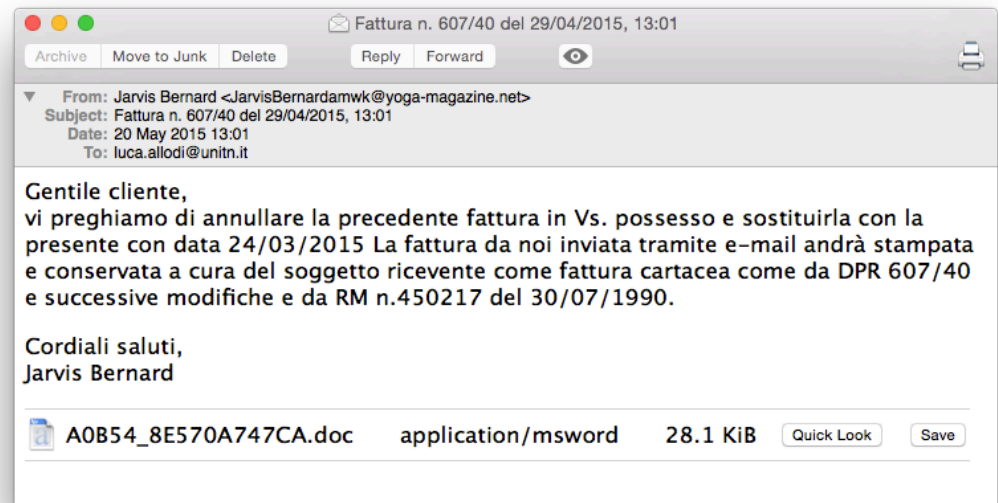 Fattura n. 607/40 del 29/04/2015, 13:01
Archive Move to Junk Delete Reply Forward
From: Jarvis Bernard <JarvisBernardamwk@yoga-magazine.net>
Subject: Fattura n. 607/40 del 29/04/2015, 13:01
Date: 20 May 2015 13:01
To: luca.allodi@unitn.it
Gentile cliente,
vi preghiamo di annullare la precedente fattura in Vs. possesso e sostituirla con la
presente con data 24/03/2015 La fattura da noi inviata tramite e-mail andrà stampata
e conservata a cura del soggetto ricevente come fattura cartacea come da DPR 607/40
e successive modifiche e da RM n.450217 del 30/07/1990.
Cordiali saluti,
Jarvis Bernard
A0B54_8E570A747CA.doc application/msword 28.1 KiB Quick Look Save